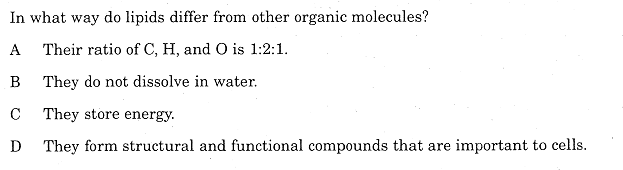 In what way do lipids differ from other organic molecules?
A Their ratio of C, H, and O is 1:2:1.
B They do not dissolve in water.
C They store energy.
D They form structural and functional compounds that are important to cells.